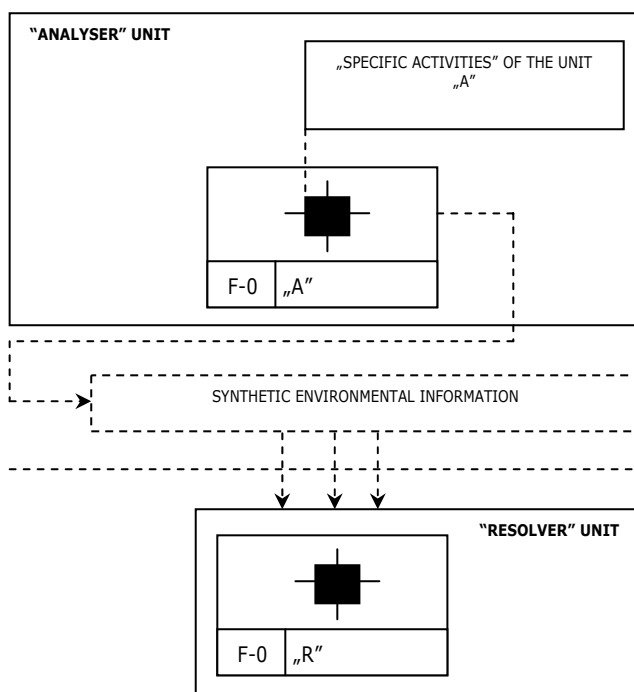 “ANALYSER” UNIT
„SPECIFIC ACTIVITIES” OF THE UNIT
„A”
F-0 „A”
SYNTHETIC ENVIRONMENTAL INFORMATION
“RESOLVER” UNIT
F-0 „R”